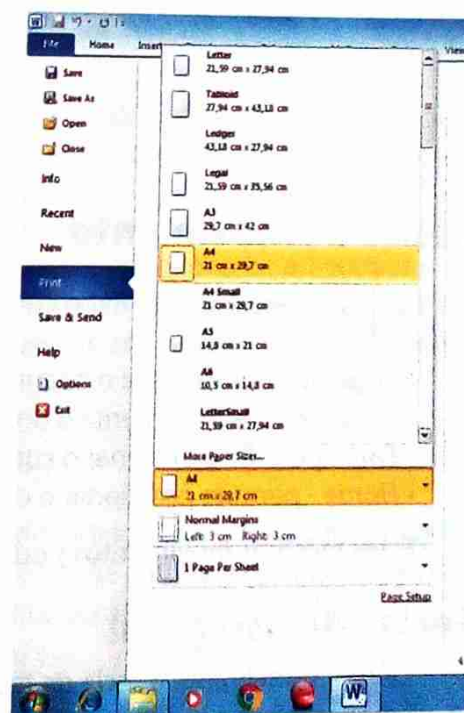 File Home Insert View
Save
Save As
Open
Close
Info
Recent
New
Print
Save & Send
Help
Options
Exit
Letter
21,59 cm x 27,94 cm
Tabloid
27,94 cm x 43,18 cm
Ledger
43,18 cm x 27,94 cm
Legal
21,59 cm x 35,56 cm
A3
29,7 cm x 42 cm
A4
21 cm x 29,7 cm
A4 Small
21 cm x 29,7 cm
A5
14,8 cm x 21 cm
A6
10,5 cm x 14,8 cm
LetterSmall
21,59 cm x 27,94 cm
More Paper Sizes...
A4
21 cm x 29,7 cm
Normal Margins
Left: 3 cm Right: 3 cm
1 Page Per Sheet
Page Setup